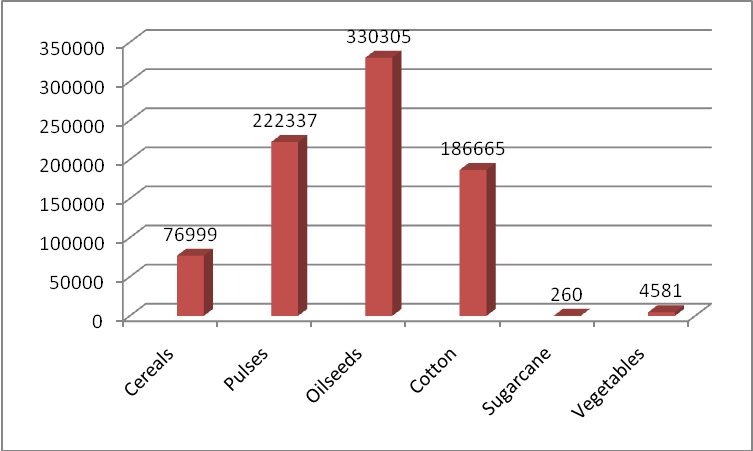 350000
300000
250000
200000
150000
100000
50000
0
76999
222337
330305
186665
260
4581
Cereals
Pulses
Oilseeds
Cotton
Sugarcane
Vegetables